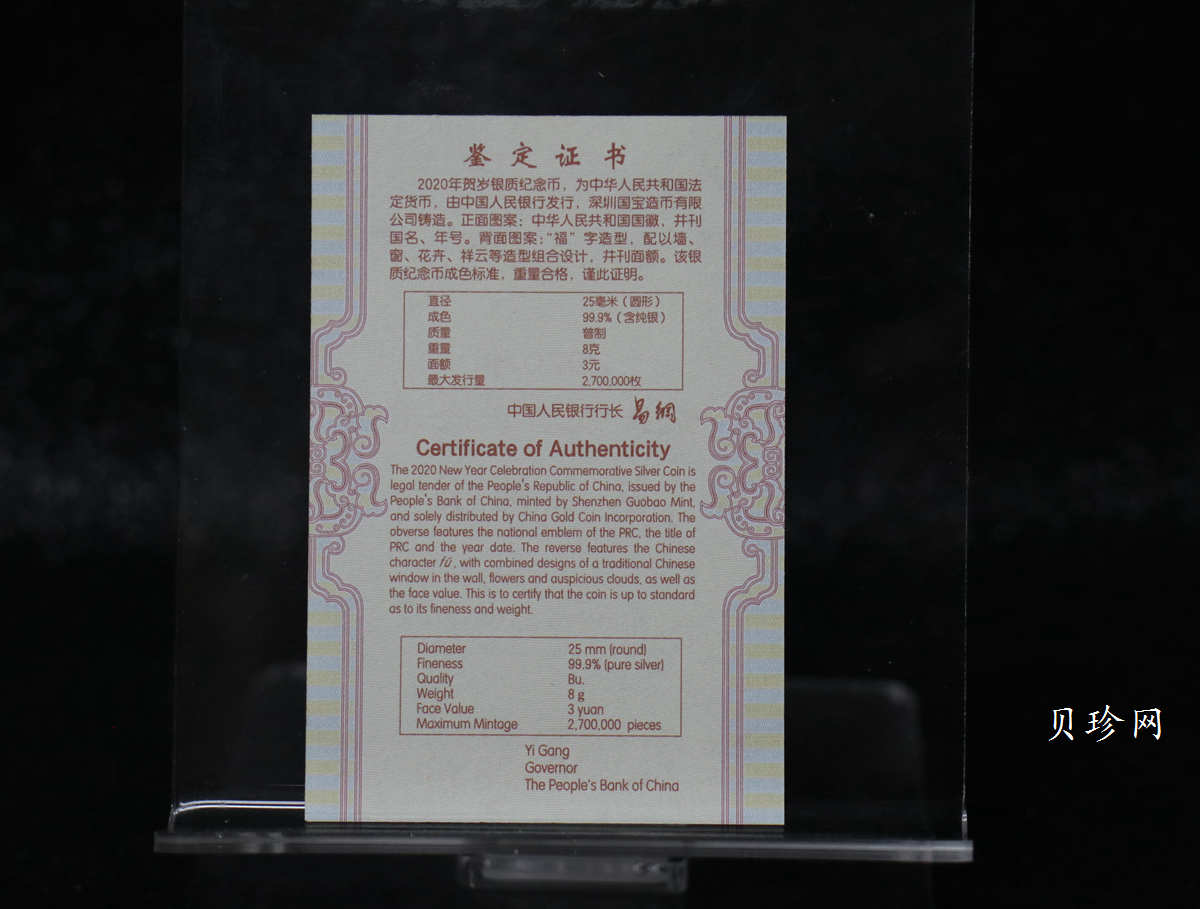 鉴定证书
2020年贺岁银质纪念币，为中华人民共和国法
定货币，由中国人民银行发行，深圳国宝造币有限
公司铸造。正面图案：中华人民共和国国徽，并刊
国名、年号。背面图案：“福”字造型，配以墙、
窗、花卉、祥云等造型组合设计，并刊面额。该银
质纪念币成色标准，重量合格，谨此证明。
直径 25毫米（圆形）
成色 99.9%（含纯银）
质量 普制
重量 8克
面额 3元
最大发行量 2,700,000枚
中国人民银行行长 易纲
Certificate of Authenticity
The 2020 New Year Celebration Commemorative Silver Coin is
legal tender of the People's Republic of China, issued by the
People's Bank of China, minted by Shenzhen Guobao Mint,
and solely distributed by China Gold Coin Incorporation. The
obverse features the national emblem of the PRC, the title of
PRC and the year date. The reverse features the Chinese
character fú, with combined designs of a traditional Chinese
window in the wall, flowers and auspicious clouds, as well as
the face value. This is to certify that the coin is up to standard
as to its fineness and weight.
Diameter 25 mm (round)
Fineness 99.9% (pure silver)
Quality Bu.
Weight 8 g
Face Value 3 yuan
Maximum Mintage 2,700,000 pieces
Yi Gang
Governor
The People's Bank of China
贝珍网